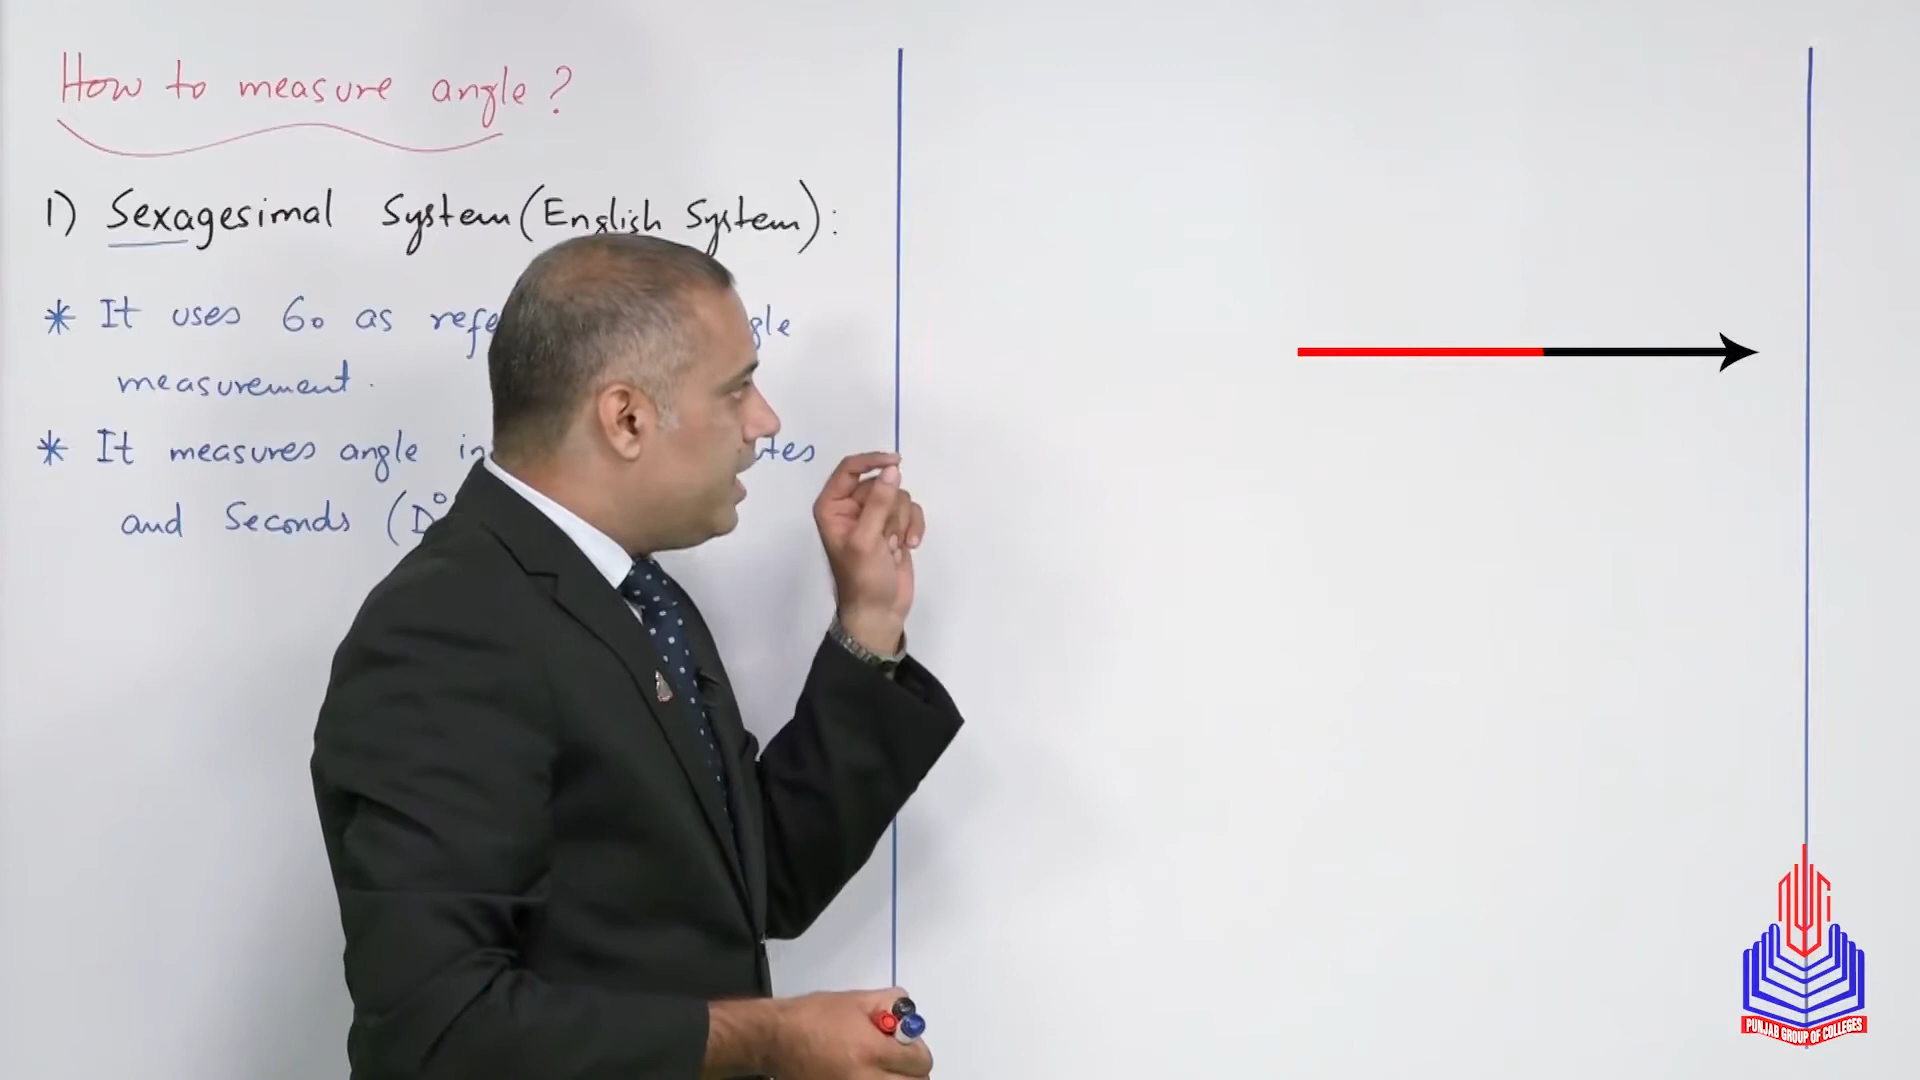 How to measure angle?
1) Sexagesimal System (English System):
* It uses 60 as
measurement.
* It measures angle in
and Seconds (D°
PUNJAB GROUP OF COLLEGES